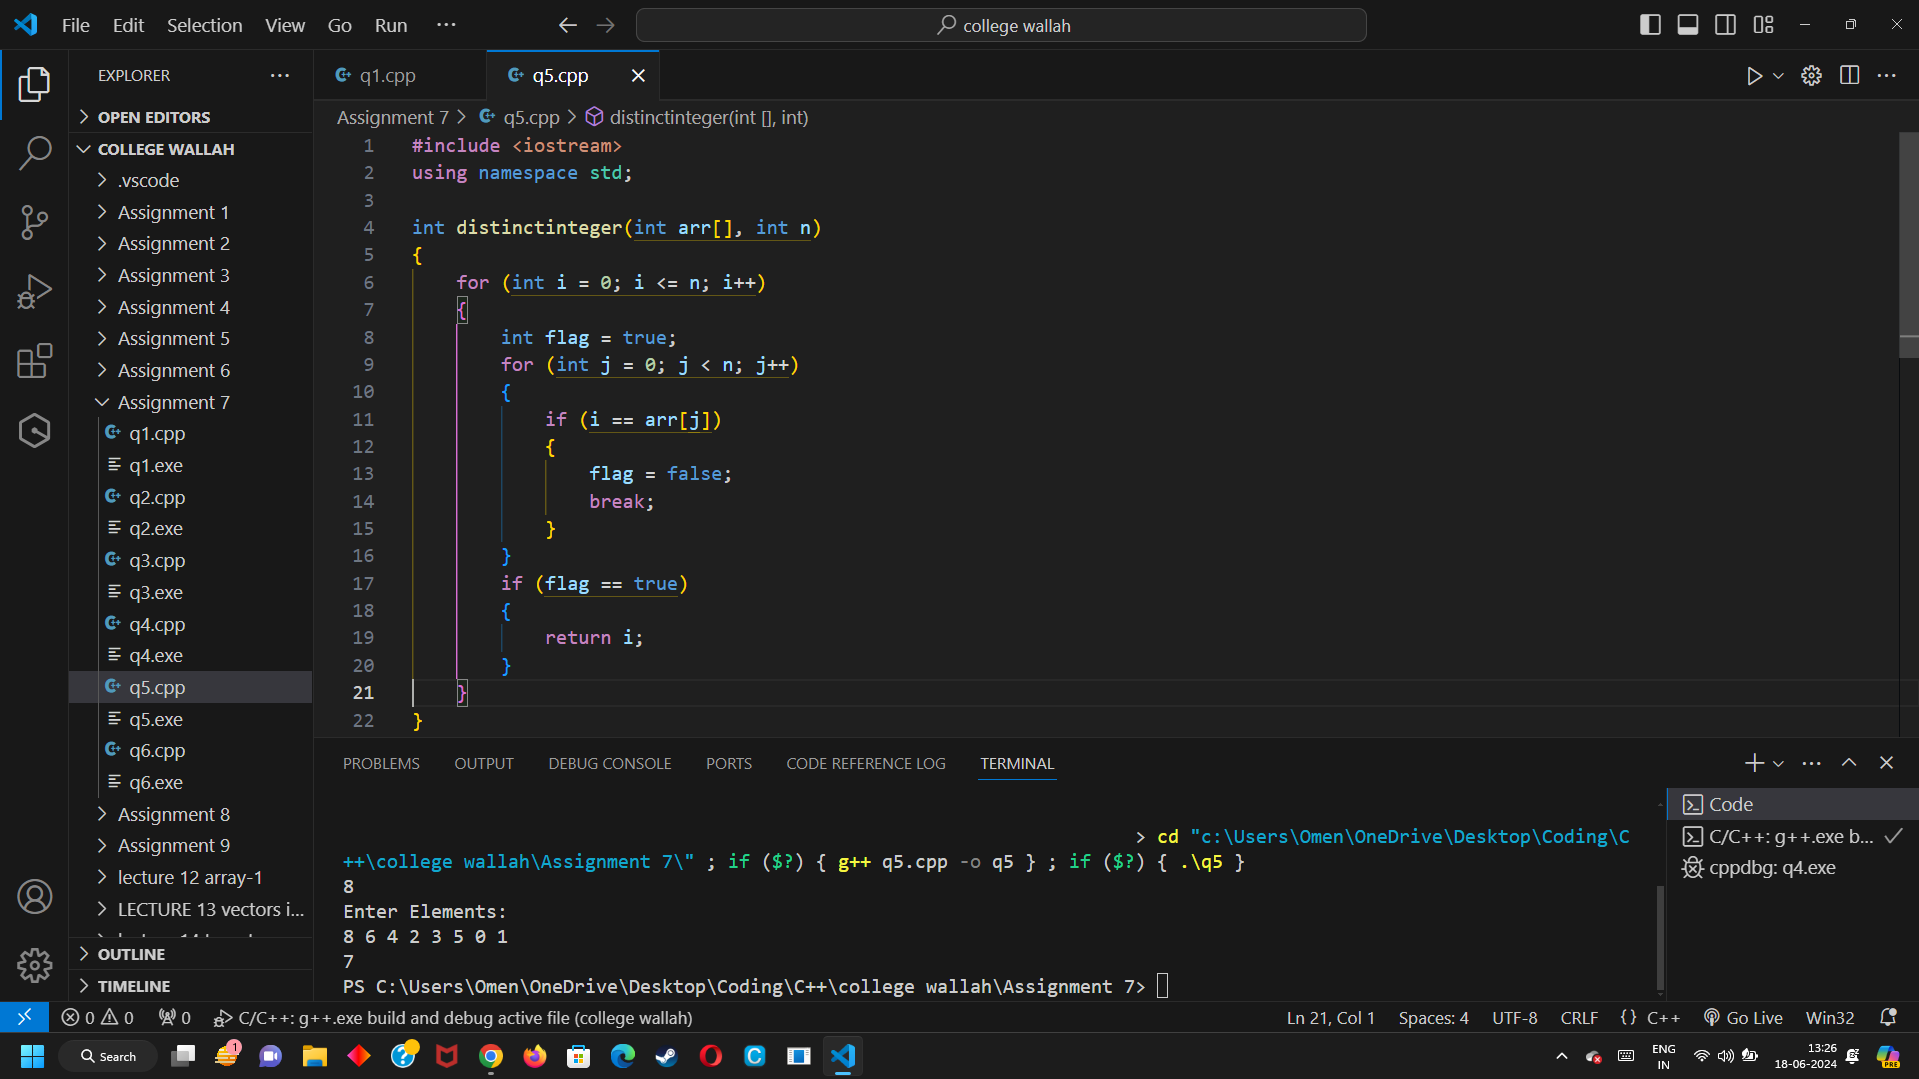 File Edit Selection View Go Run ··· college wallah
EXPLORER ···
OPEN EDITORS
COLLEGE WALLAH
.vscode
Assignment 1
Assignment 2
Assignment 3
Assignment 4
Assignment 5
Assignment 6
Assignment 7
q1.cpp
q1.exe
q2.cpp
q2.exe
q3.cpp
q3.exe
q4.cpp
q4.exe
q5.cpp
q5.exe
q6.cpp
q6.exe
Assignment 8
Assignment 9
lecture 12 array-1
LECTURE 13 vectors i...
OUTLINE
TIMELINE
q1.cpp q5.cpp
Assignment 7 > q5.cpp > distinctinteger(int [], int)
1 #include <iostream>
2 using namespace std;
3
4 int distinctinteger(int arr[], int n)
5 {
6 for (int i = 0; i <= n; i++)
7 {
8 int flag = true;
9 for (int j = 0; j < n; j++)
10 {
11 if (i == arr[j])
12 {
13 flag = false;
14 break;
15 }
16 }
17 if (flag == true)
18 {
19 return i;
20 }
21 }
22 }
PROBLEMS OUTPUT DEBUG CONSOLE PORTS CODE REFERENCE LOG TERMINAL
> cd "c:\Users\Omen\OneDrive\Desktop\Coding\C
++\college wallah\Assignment 7\" ; if ($?) { g++ q5.cpp -o q5 } ; if ($?) { .\q5 }
8
Enter Elements:
8 6 4 2 3 5 0 1
7
PS C:\Users\Omen\OneDrive\Desktop\Coding\C++\college wallah\Assignment 7>
Code
C/C++: g++.exe b...
cppdbg: q4.exe
0 0 0 C/C++: g++.exe build and debug active file (college wallah) Ln 21, Col 1 Spaces: 4 UTF-8 CRLF {} C++ Go Live Win32
Search 1 ENG
IN
13:26
18-06-2024
PRE